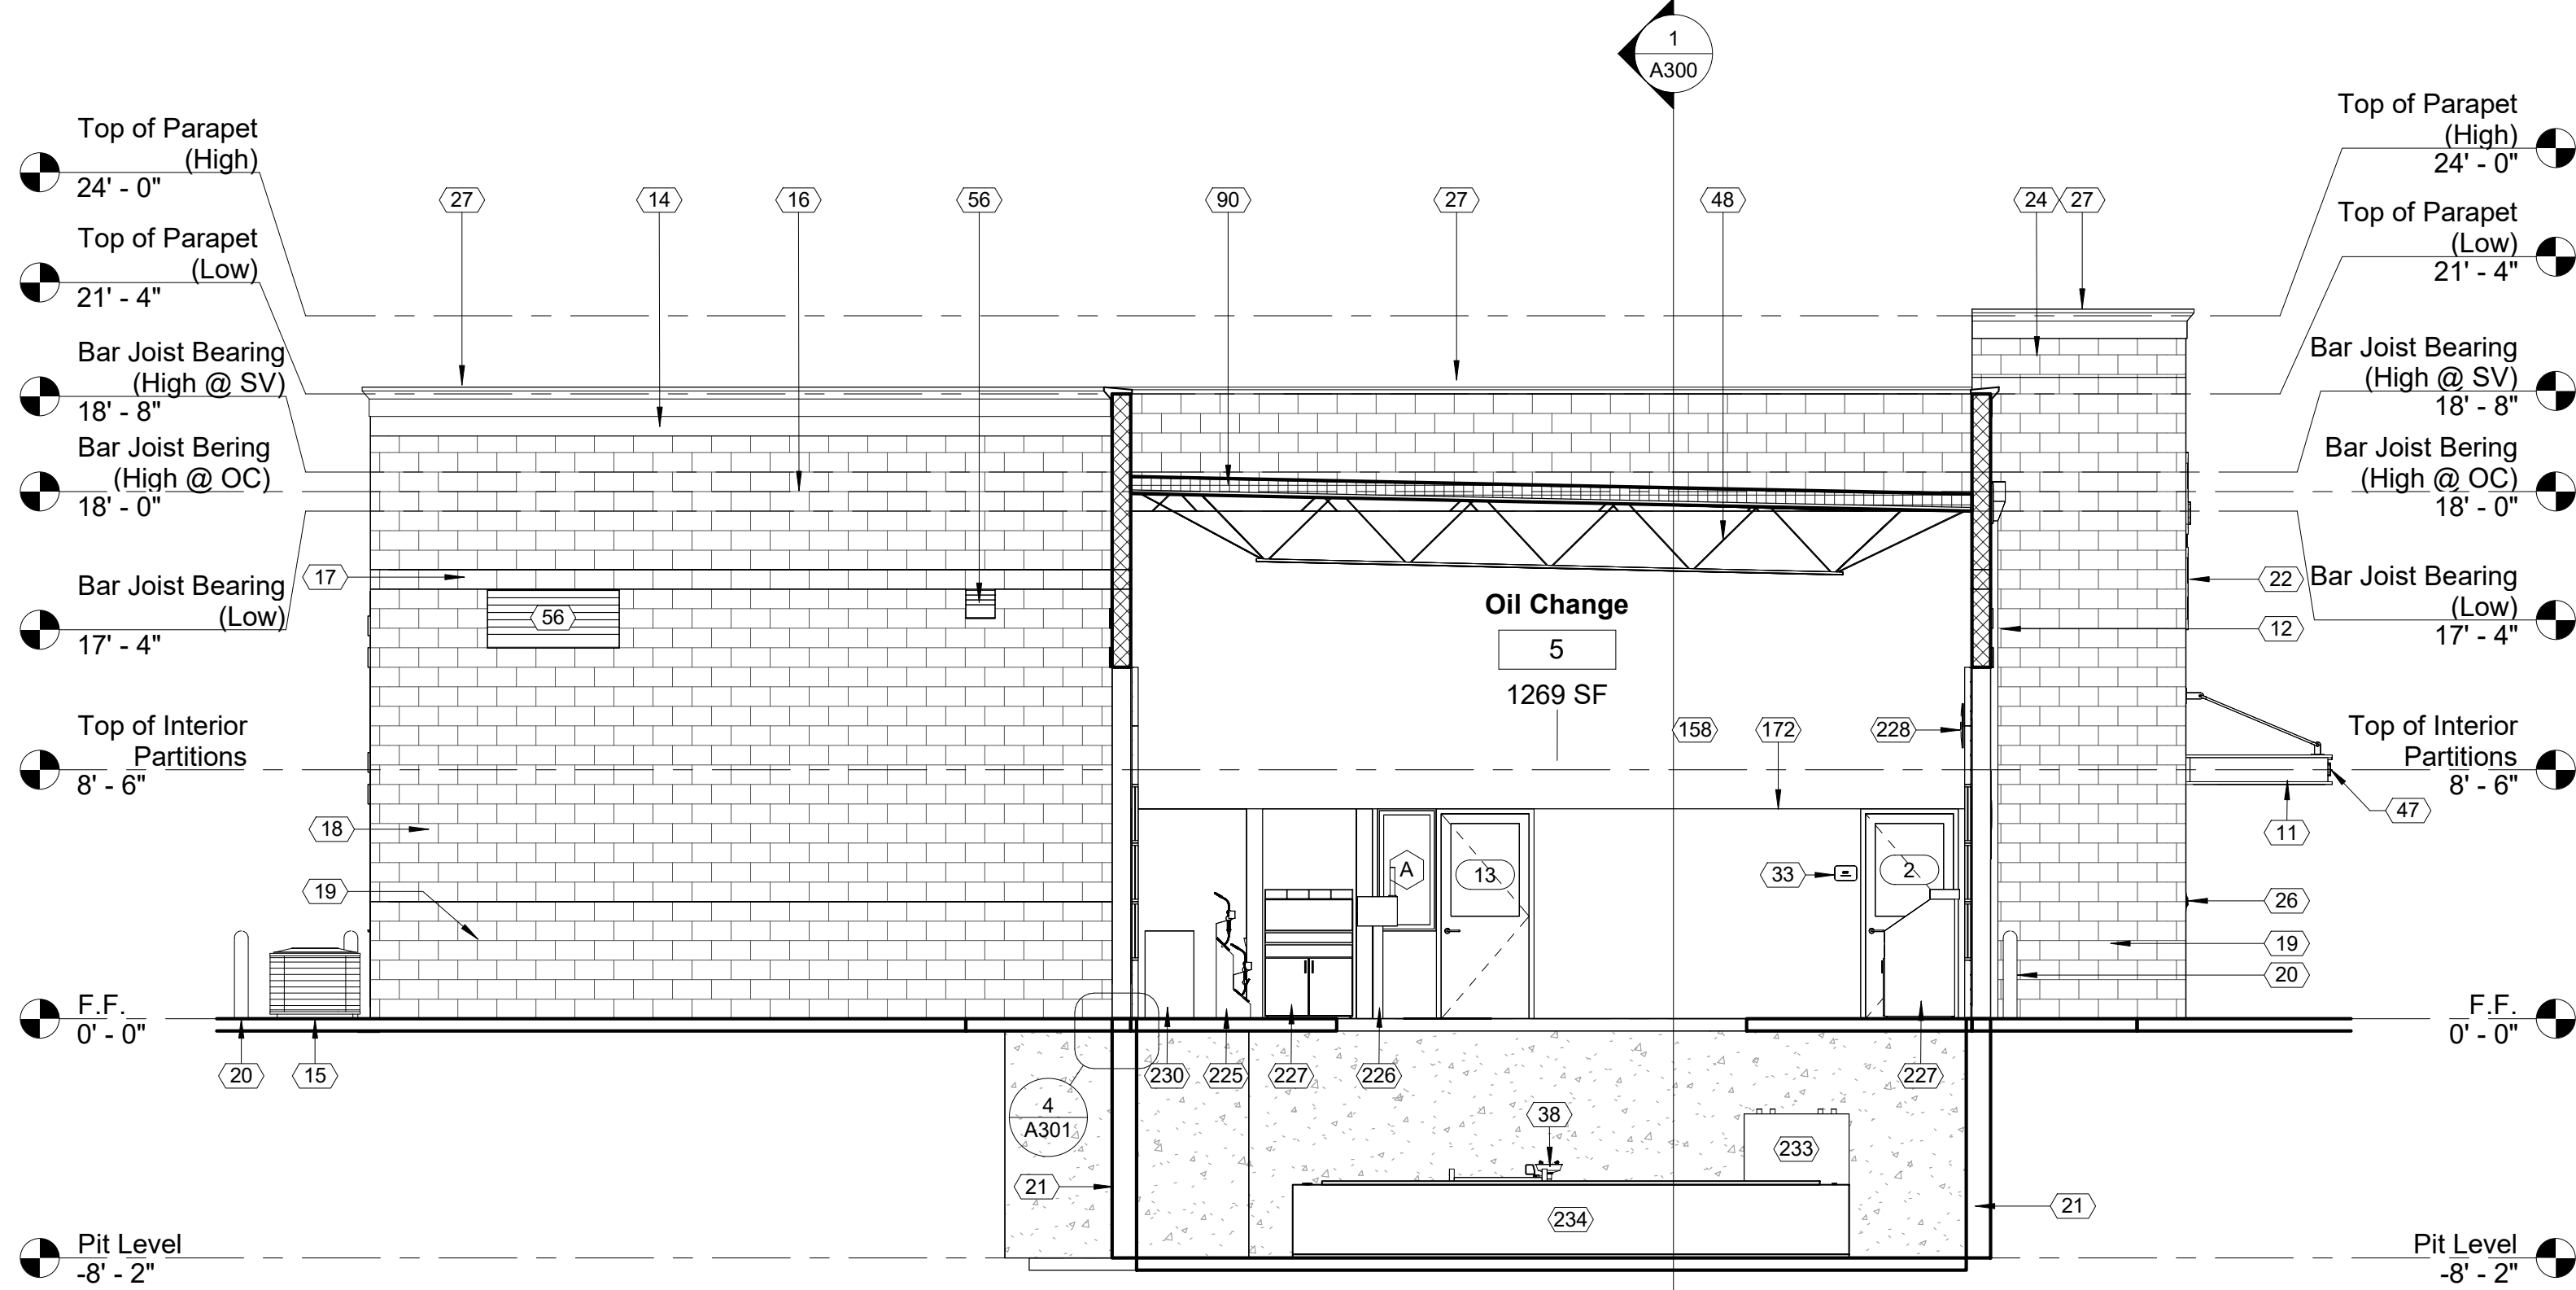 1
A300
Top of Parapet
(High)
24' - 0"
Top of Parapet
(High)
24' - 0"
27
14
16
56
90
27
48
24
27
Top of Parapet
(Low)
21' - 4"
Top of Parapet
(Low)
21' - 4"
Bar Joist Bearing
(High @ SV)
18' - 8"
Bar Joist Bearing
(High @ SV)
18' - 8"
Bar Joist Bering
(High @ OC)
18' - 0"
Bar Joist Bering
(High @ OC)
18' - 0"
17
56
Bar Joist Bearing
(Low)
17' - 4"
Oil Change
5
1269 SF
22
Bar Joist Bearing
(Low)
17' - 4"
12
158
172
228
Top of Interior
Partitions
8' - 6"
Top of Interior
Partitions
8' - 6"
47
11
18
19
A
13
33
2
26
19
20
F.F.
0' - 0"
F.F.
0' - 0"
20
15
230
225
227
226
227
4
A301
38
233
21
234
21
Pit Level
-8' - 2"
Pit Level
-8' - 2"